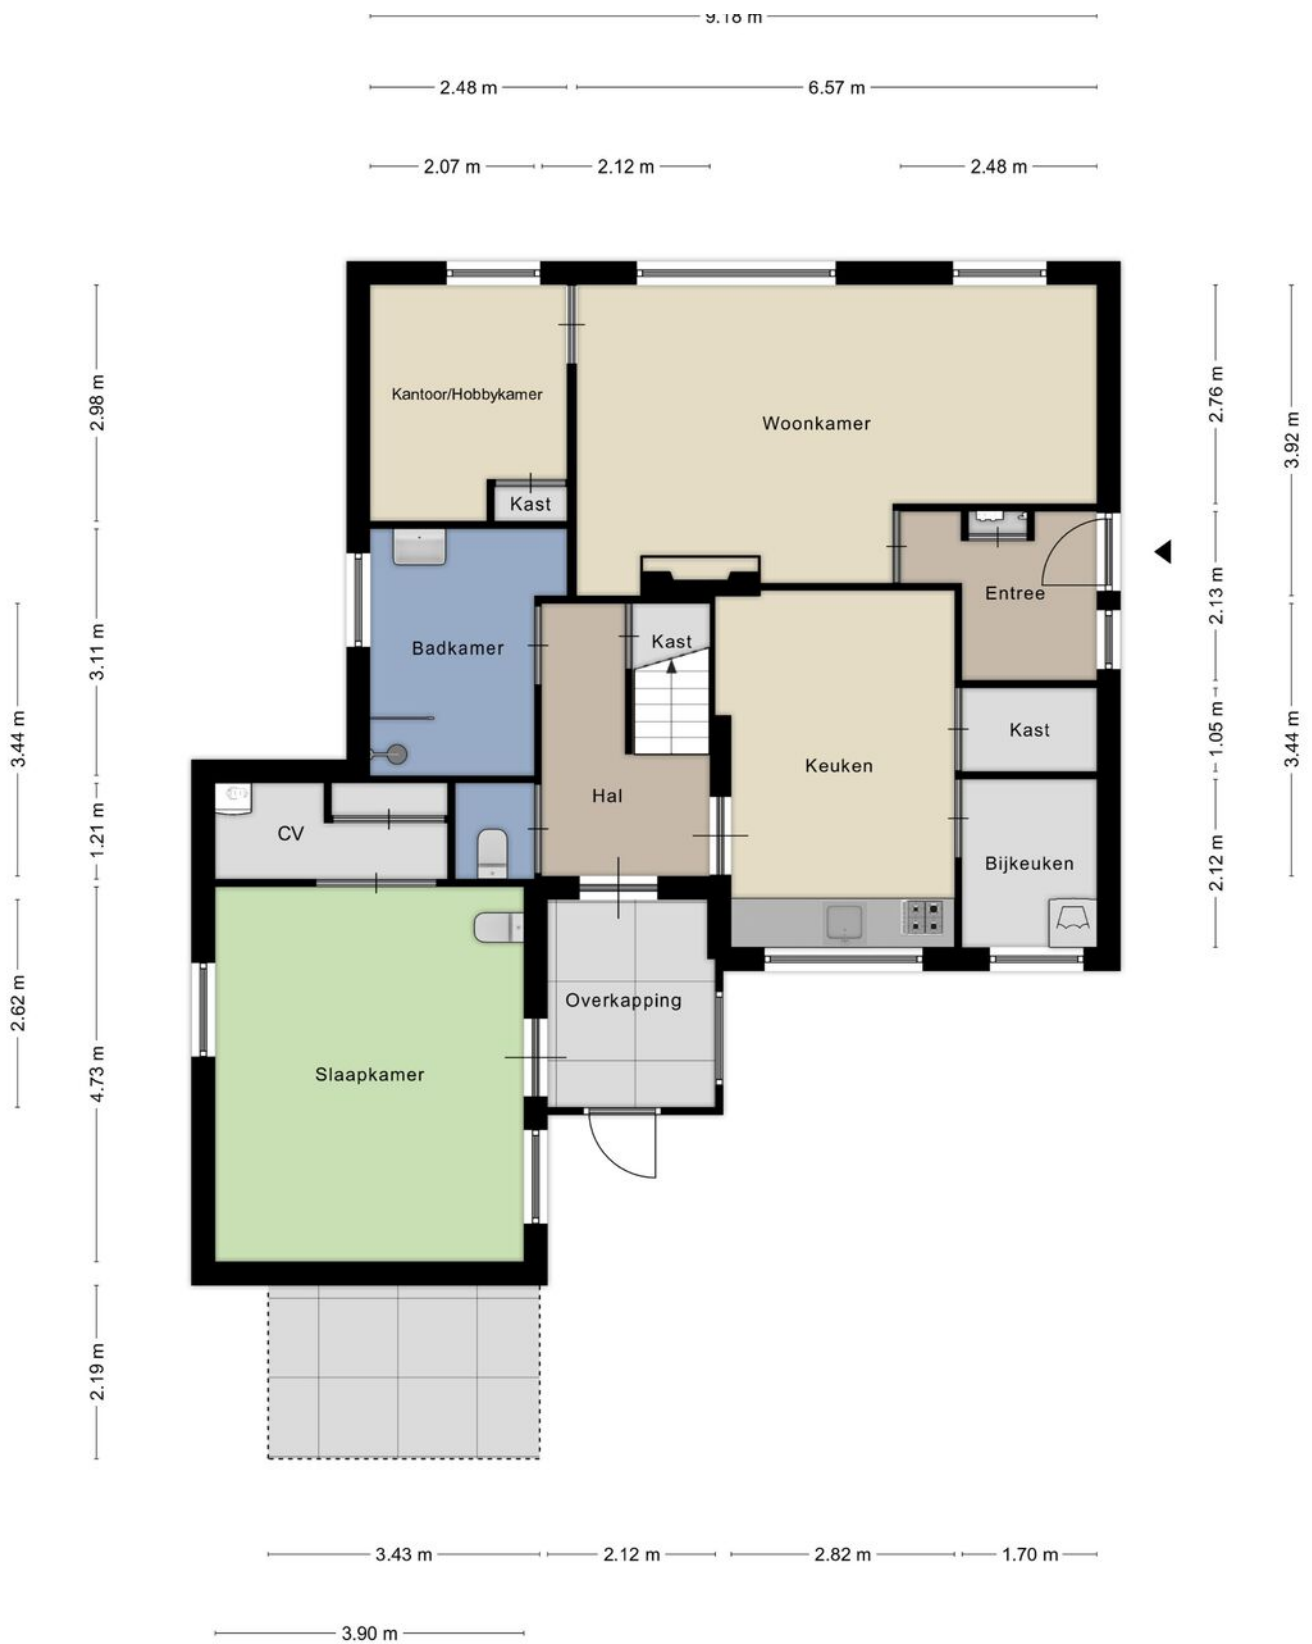 9.18 m
2.48 m
6.57 m
2.07 m
2.12 m
2.48 m
2.98 m
2.76 m
3.92 m
Kantoor/Hobbykamer
Woonkamer
Kast
Entree
2.13 m
Badkamer
Kast
3.11 m
3.44 m
Kast
1.05 m
3.44 m
Keuken
Hal
CV
1.21 m
Bijkeuken
2.12 m
Overkapping
2.62 m
Slaapkamer
4.73 m
2.19 m
3.43 m
2.12 m
2.82 m
1.70 m
3.90 m